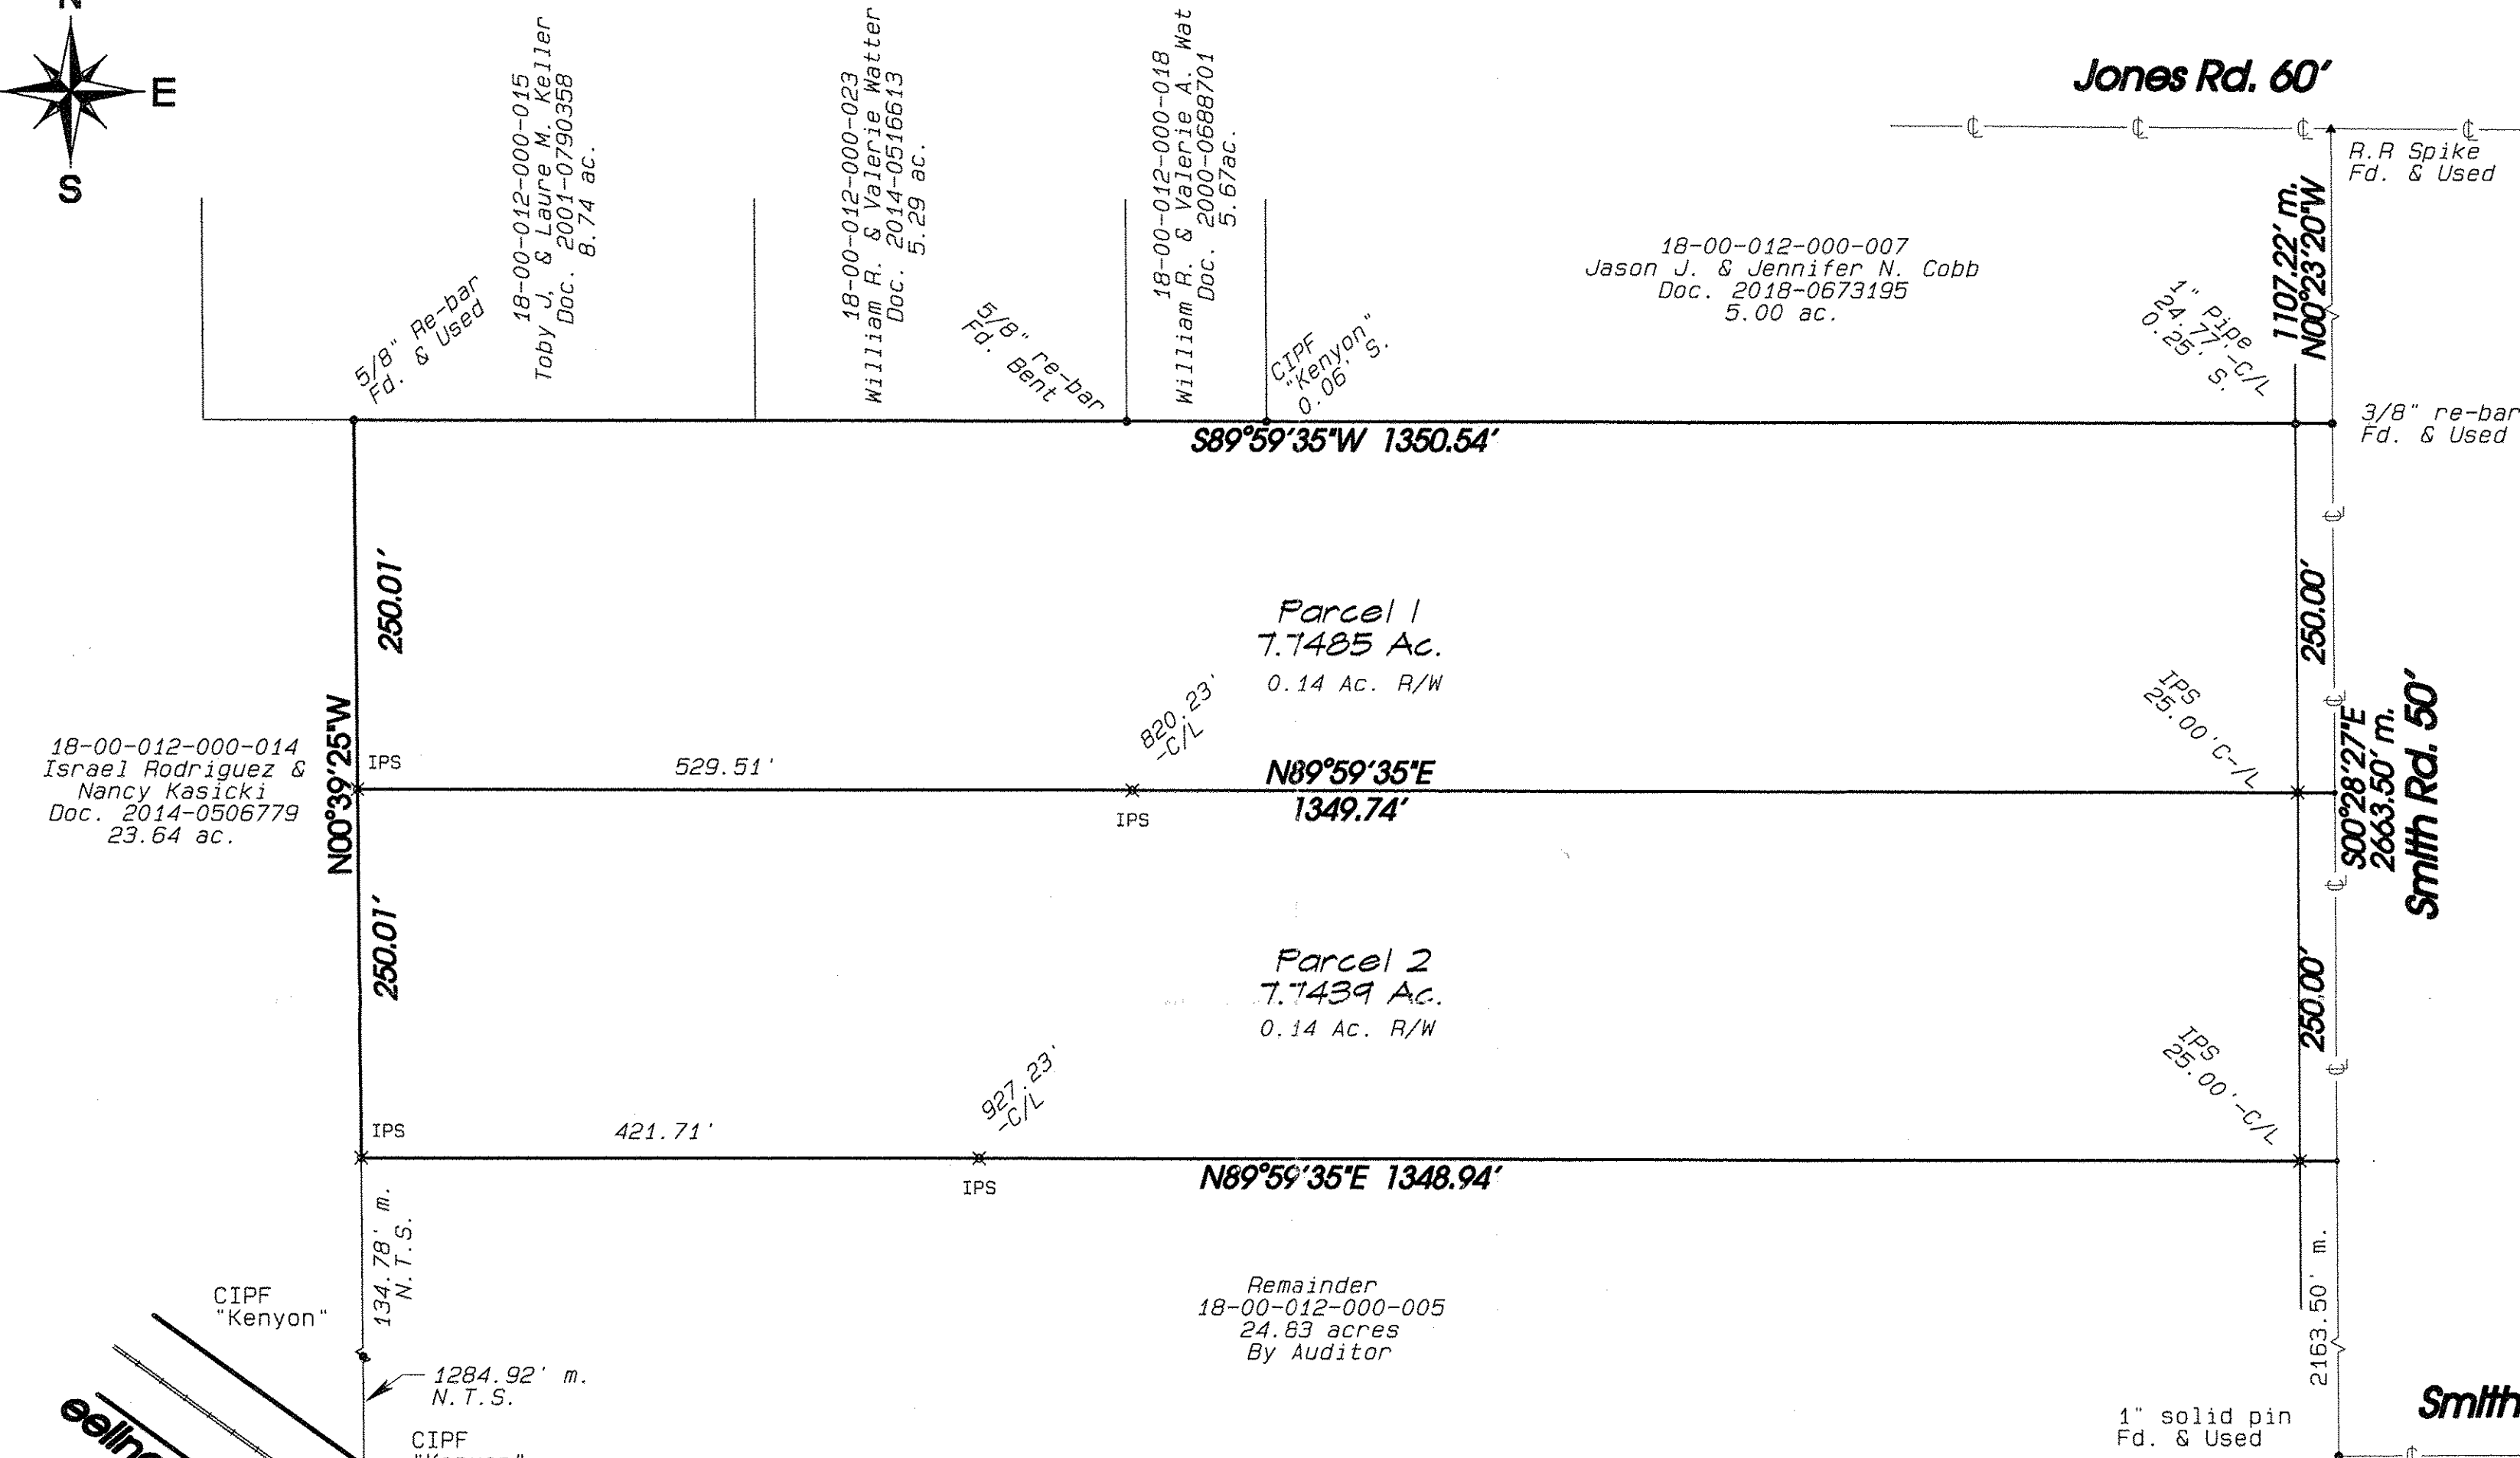 E
S
18-00-012-000-015
Toby J. & Laure M. Keller
Doc. 2001-0790358
8.74 ac.
18-00-012-000-023
William R. & Valerie Watter
Doc. 2014-0516613
5.29 ac.
18-00-012-000-018
William R. & Valerie A. Wat
Doc. 2000-0688701
5.67ac.
Jones Rd. 60'
℄ ℄ ℄ ℄
R.R Spike
Fd. & Used
1107.22' m.
N00°23'20"W
18-00-012-000-007
Jason J. & Jennifer N. Cobb
Doc. 2018-0673195
5.00 ac.
5/8" Re-bar
Fd. & Used
5/8" re-bar
Fd. Bent
CIPF
"Kenyon"
0.06' S.
1" Pipe
24.77'-C/L
0.25' S.
3/8" re-bar
Fd. & Used
S89°59'35"W 1350.54'
250.01'
Parcel 1
7.7485 Ac.
0.14 Ac. R/W
250.00'
℄
℄
18-00-012-000-014
Israel Rodriguez &
Nancy Kasicki
Doc. 2014-0506779
23.64 ac.
N00°39'25"W
IPS
529.51'
820.23'
-C/L
IPS
N89°59'35"E
1349.74'
IPS
25.00'C-/L
S00°28'27"E
2663.50' m.
Smith Rd. 50'
250.01'
Parcel 2
7.7439 Ac.
0.14 Ac. R/W
250.00'
℄
℄
IPS
421.71'
927.23'
-C/L
IPS
N89°59'35"E 1348.94'
IPS
25.00'-C/L
134.78' m.
N.T.S.
CIPF
"Kenyon"
1284.92' m.
N.T.S.
CIPF
"Kenyon"
Remainder
18-00-012-000-005
24.83 acres
By Auditor
2163.50' m.
1" solid pin
Fd. & Used
Smith
℄